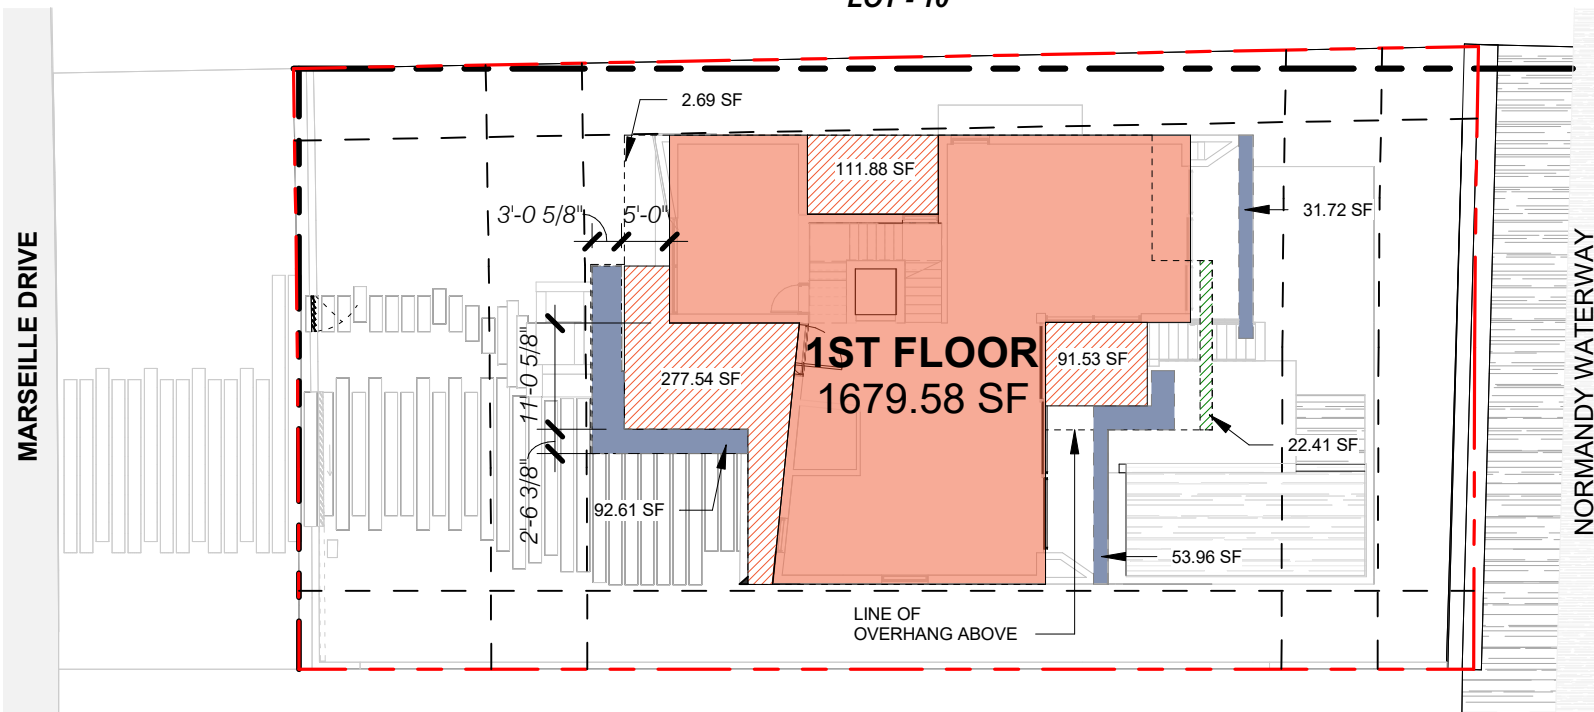 LOT - 10
2.69 SF
111.88 SF
3'-0 5/8"
5'-0"
31.72 SF
MARSEILLE DRIVE
NORMANDY WATERWAY
11'-0 5/8"
1ST FLOOR
1679.58 SF
91.53 SF
277.54 SF
22.41 SF
2'-6 3/8"
92.61 SF
53.96 SF
LINE OF
OVERHANG ABOVE